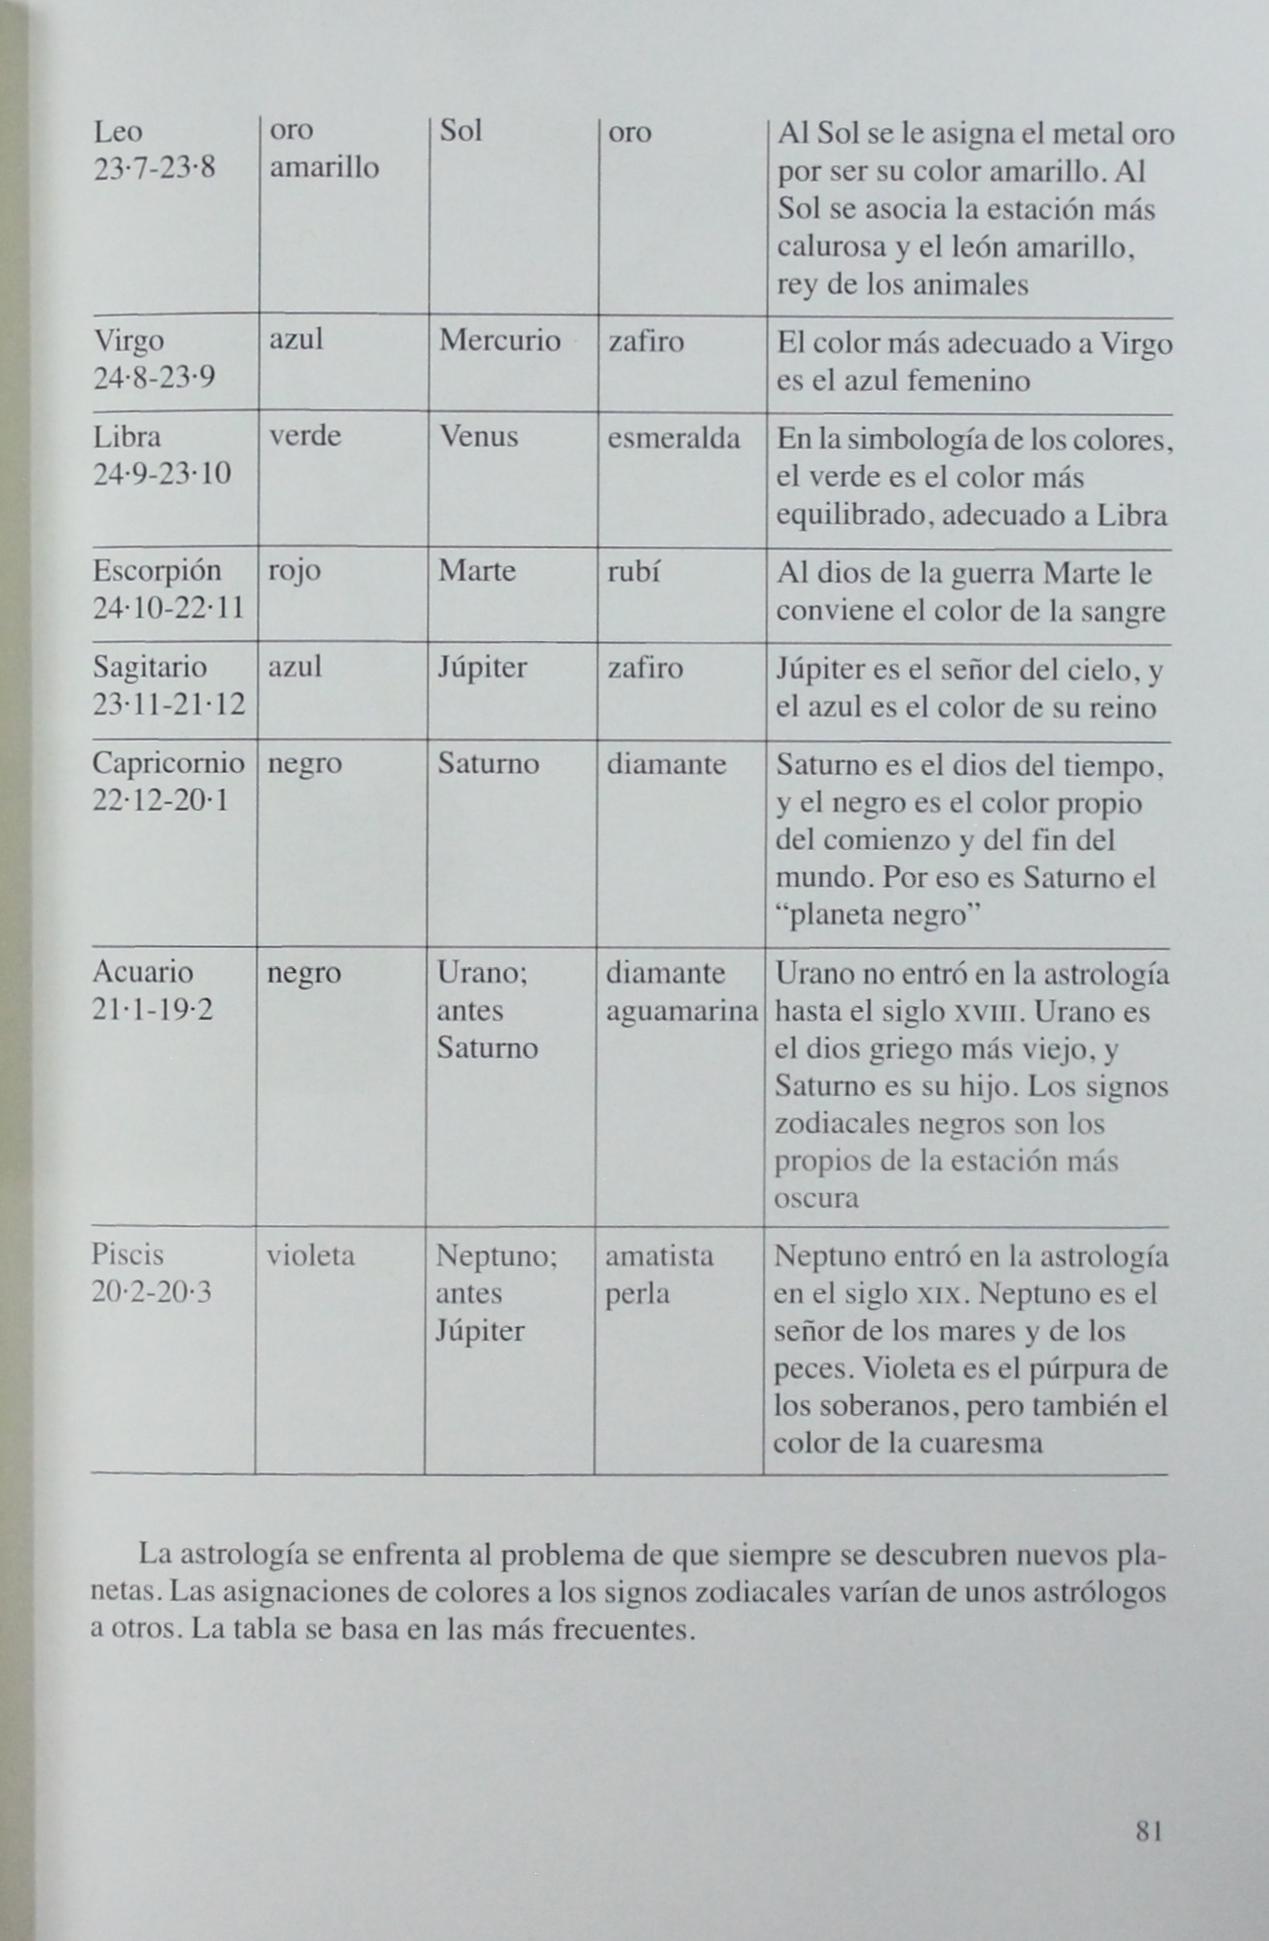 Leo
23·7-23·8
oro
amarillo
Sol
oro
Al Sol se le asigna el metal oro
por ser su color amarillo. Al
Sol se asocia la estación más
calurosa y el león amarillo,
rey de los animales
Virgo
24·8-23·9
azul
Mercurio
zafiro
El color más adecuado a Virgo
es el azul femenino
Libra
24·9-23·10
verde
Venus
esmeralda
En la simbología de los colores,
el verde es el color más
equilibrado, adecuado a Libra
Escorpión
24·10-22·11
rojo
Marte
rubí
Al dios de la guerra Marte le
conviene el color de la sangre
Sagitario
23·11-21·12
azul
Júpiter
zafiro
Júpiter es el señor del cielo, y
el azul es el color de su reino
Capricornio
22·12-20·1
negro
Saturno
diamante
Saturno es el dios del tiempo,
y el negro es el color propio
del comienzo y del fin del
mundo. Por eso es Saturno el
“planeta negro”
Acuario
21·1-19·2
negro
Urano;
antes
Saturno
diamante
aguamarina
Urano no entró en la astrología
hasta el siglo XVIII. Urano es
el dios griego más viejo, y
Saturno es su hijo. Los signos
zodiacales negros son los
propios de la estación más
oscura
Piscis
20·2-20·3
violeta
Neptuno;
antes
Júpiter
amatista
perla
Neptuno entró en la astrología
en el siglo XIX. Neptuno es el
señor de los mares y de los
peces. Violeta es el púrpura de
los soberanos, pero también el
color de la cuaresma
La astrología se enfrenta al problema de que siempre se descubren nuevos pla-
netas. Las asignaciones de colores a los signos zodiacales varían de unos astrólogos
a otros. La tabla se basa en las más frecuentes.
81